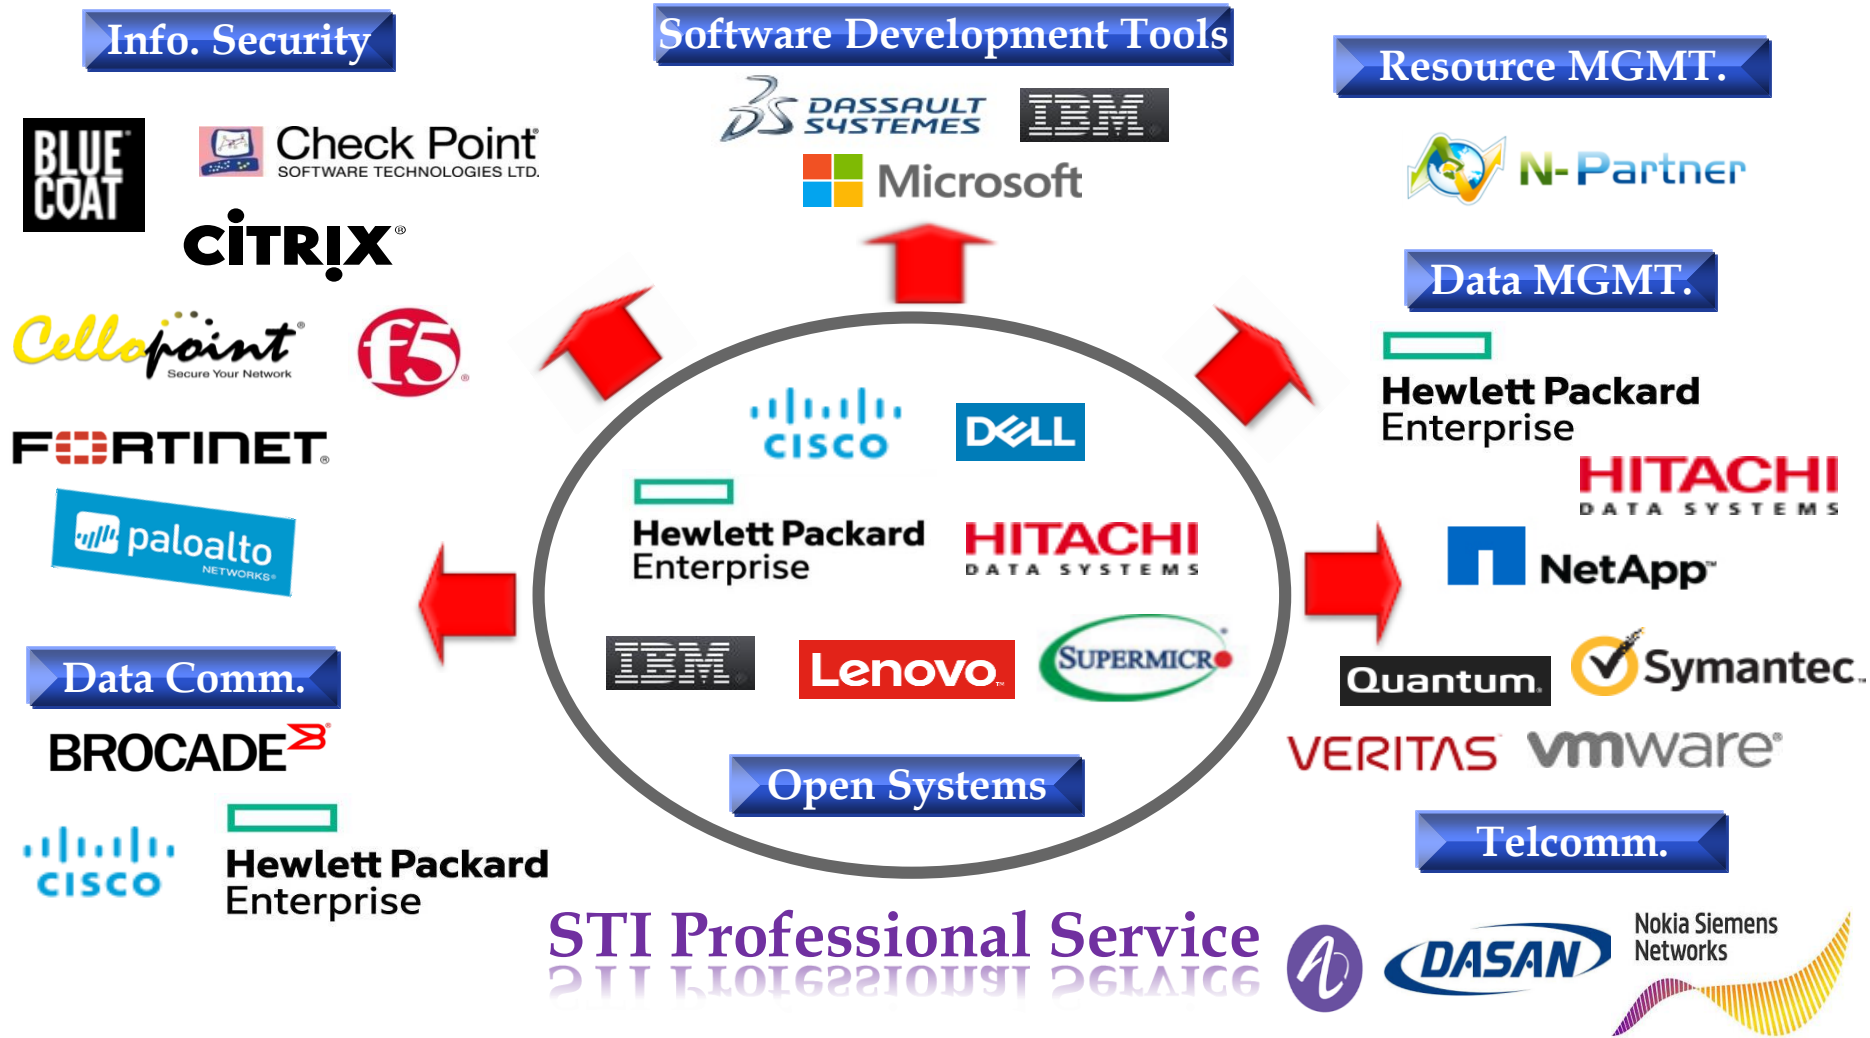 Info. Security
BLUE COAT
Check Point
SOFTWARE TECHNOLOGIES LTD.
CiTRIX®
Cellopoint®
Secure Your Network
f5®
FORTINET®
paloalto
NETWORKS®
Data Comm.
BROCADE
CISCO
Hewlett Packard
Enterprise
Software Development Tools
DASSAULT
SYSTEMES
IBM
Microsoft
CISCO
DELL
Hewlett Packard
Enterprise
HITACHI
DATA SYSTEMS
IBM
Lenovo™
SUPERMICRO
Open Systems
STI Professional Service
Resource MGMT.
N-Partner
Data MGMT.
Hewlett Packard
Enterprise
HITACHI
DATA SYSTEMS
NetApp™
Quantum.
Symantec.
VERITAS
vmware®
Telcomm.
DASAN
Nokia Siemens
Networks